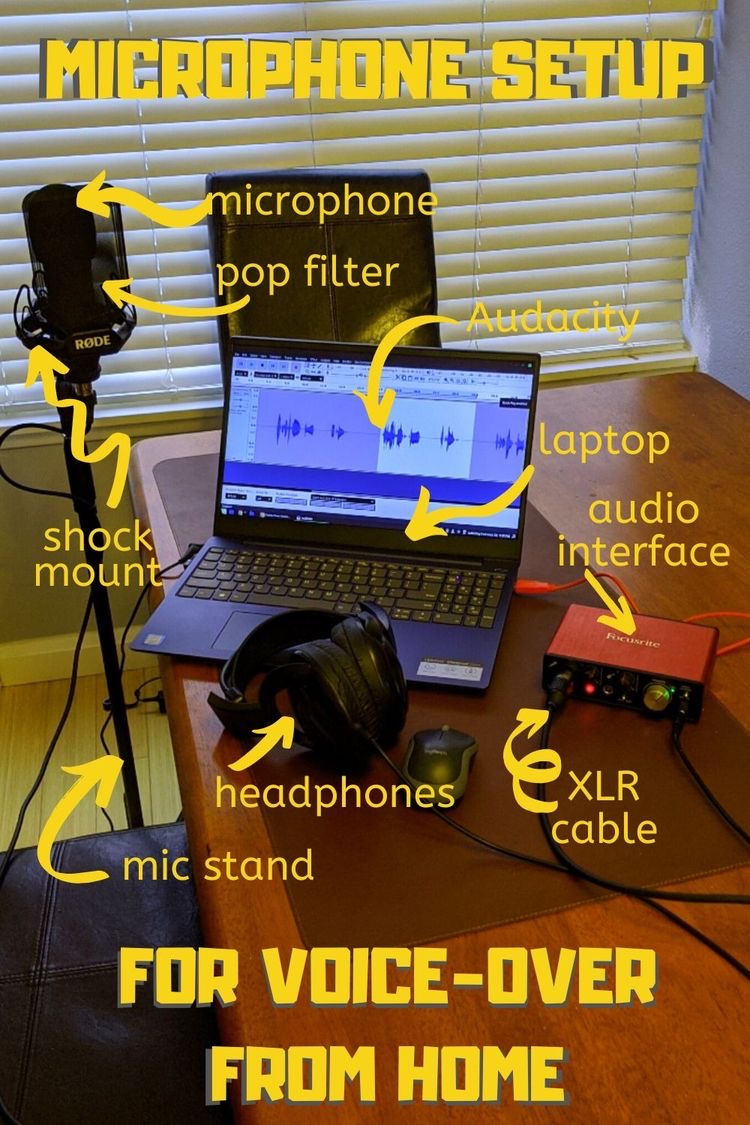 MICROPHONE SETUP
microphone
pop filter
Audacity
RØDE
laptop
audio
interface
shock
mount
Focusrite
headphones
XLR
cable
mic stand
FOR VOICE-OVER
FROM HOME